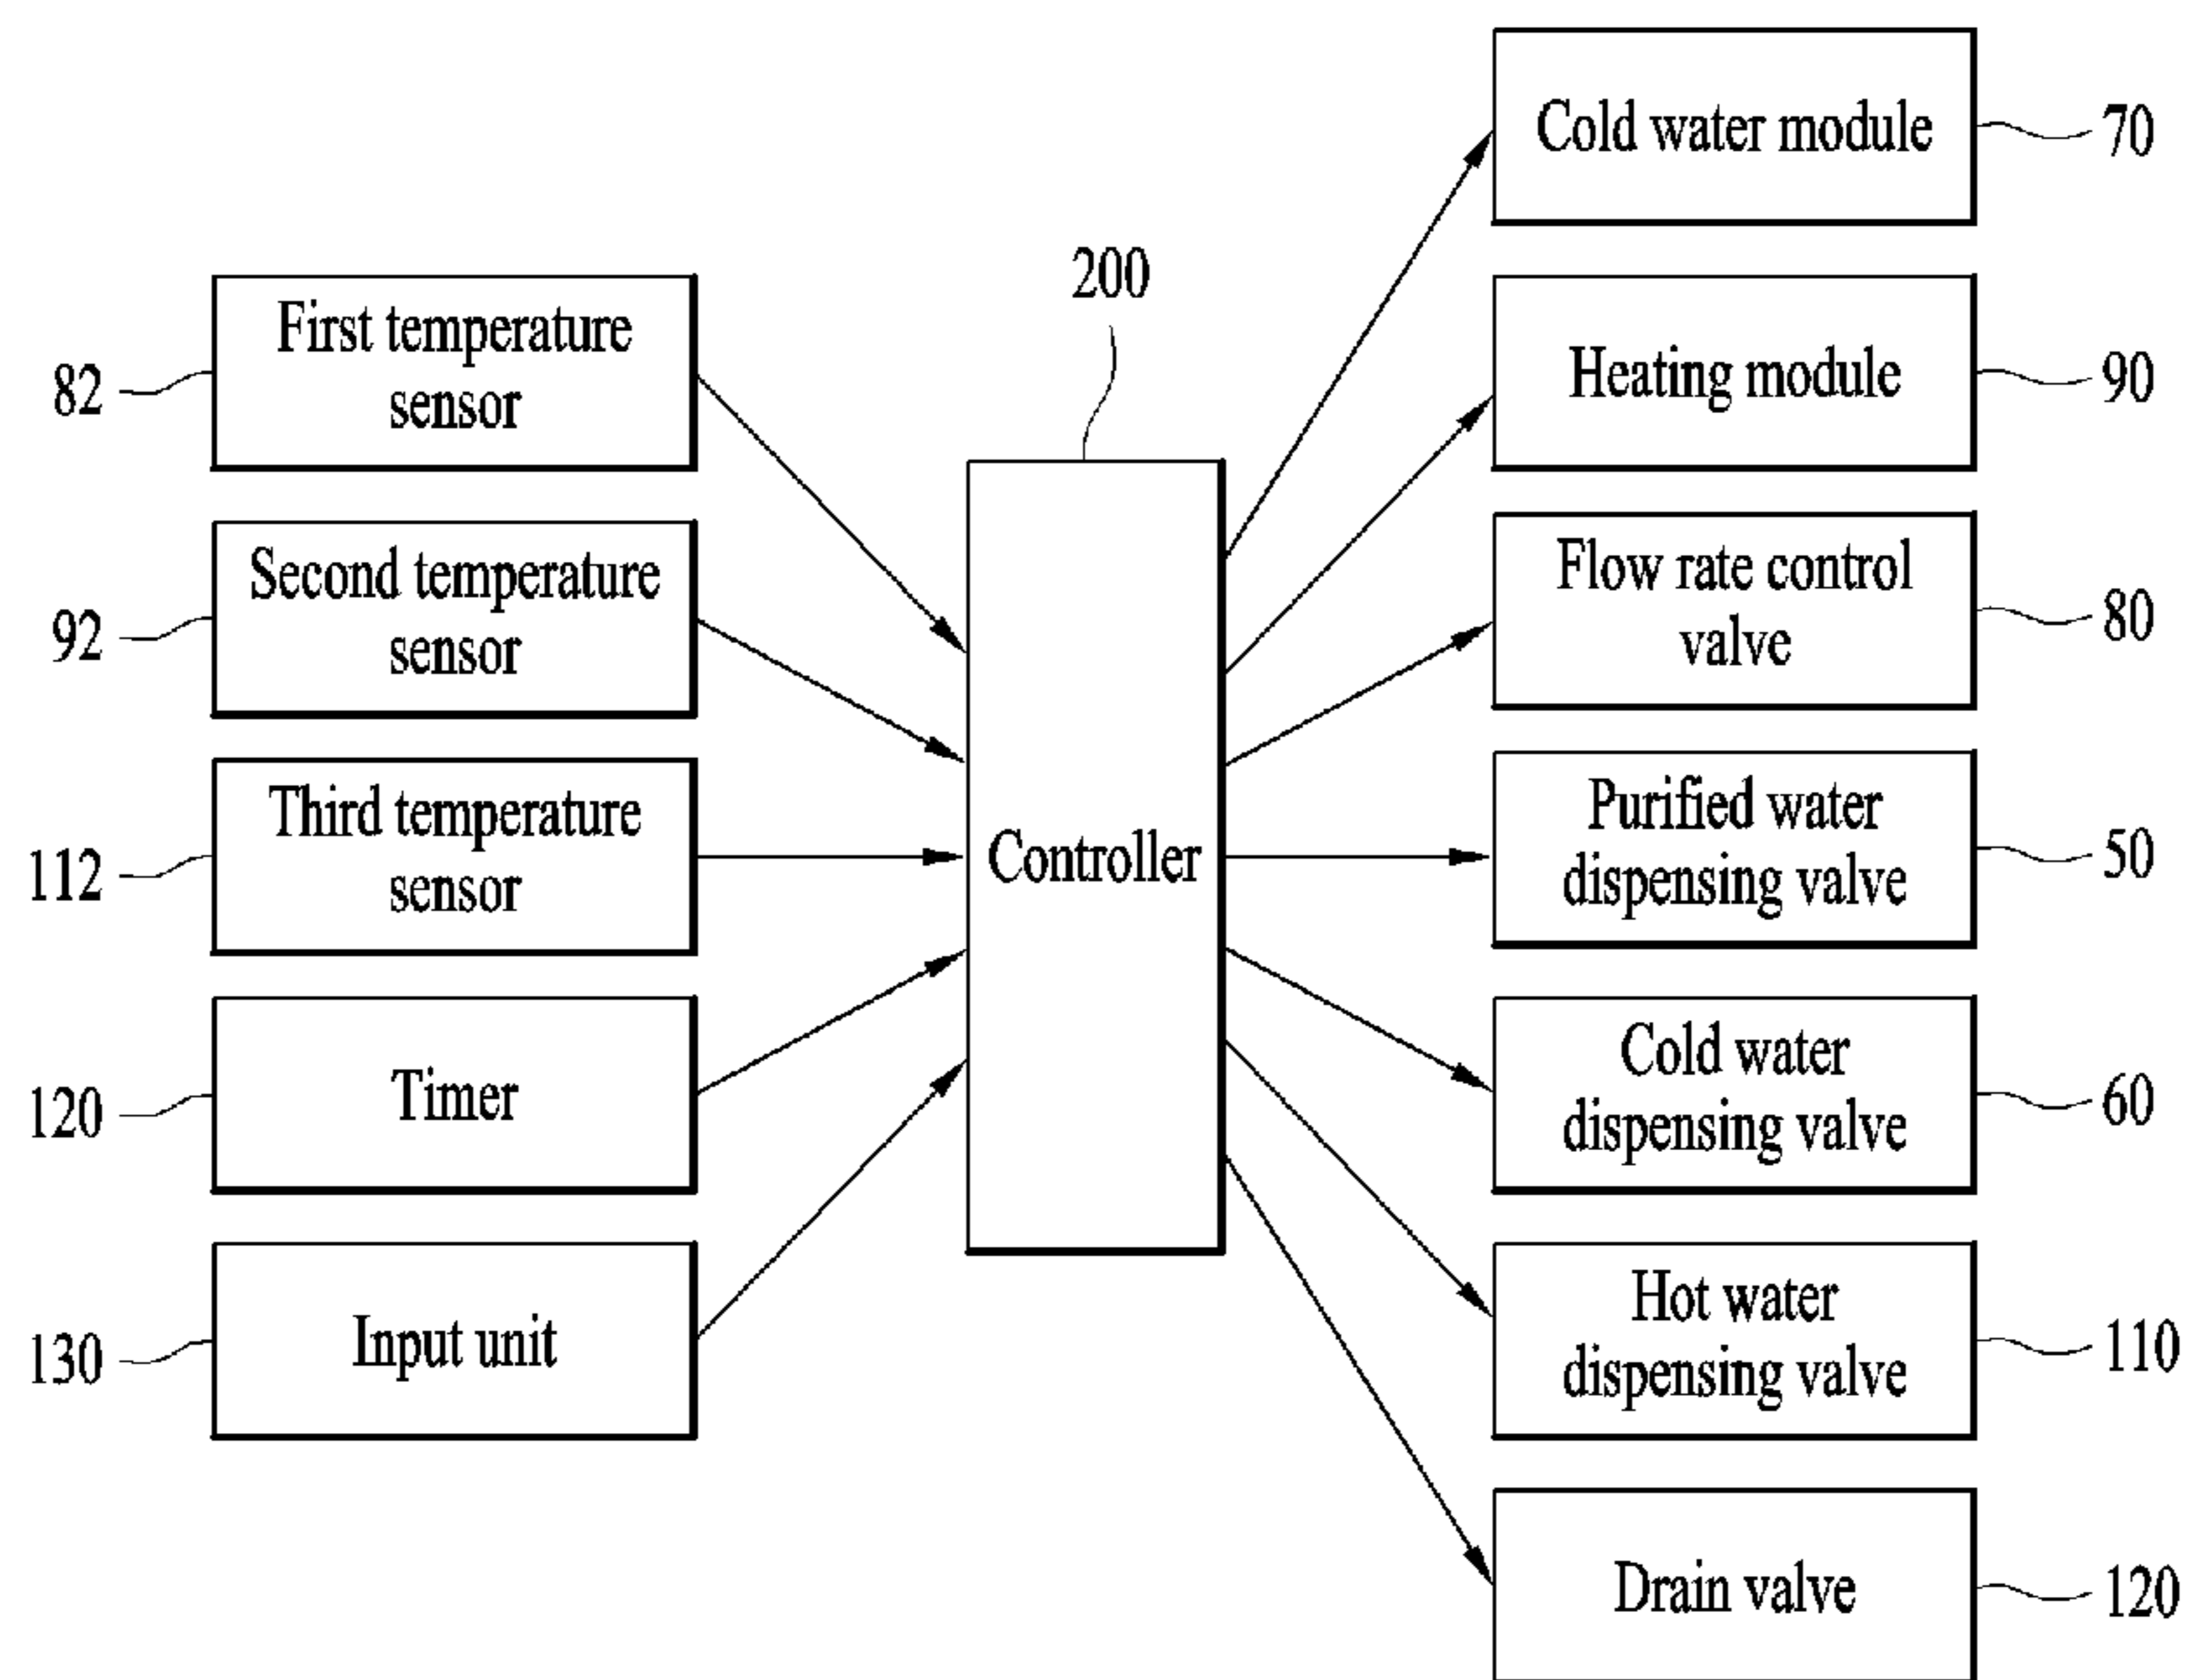 First temperature
sensor
82
Second temperature
sensor
92
Third temperature
sensor
112
Timer
120
Input unit
130
200
Controller
Cold water module
70
Heating module
90
Flow rate control
valve
80
Purified water
dispensing valve
50
Cold water
dispensing valve
60
Hot water
dispensing valve
110
Drain valve
120